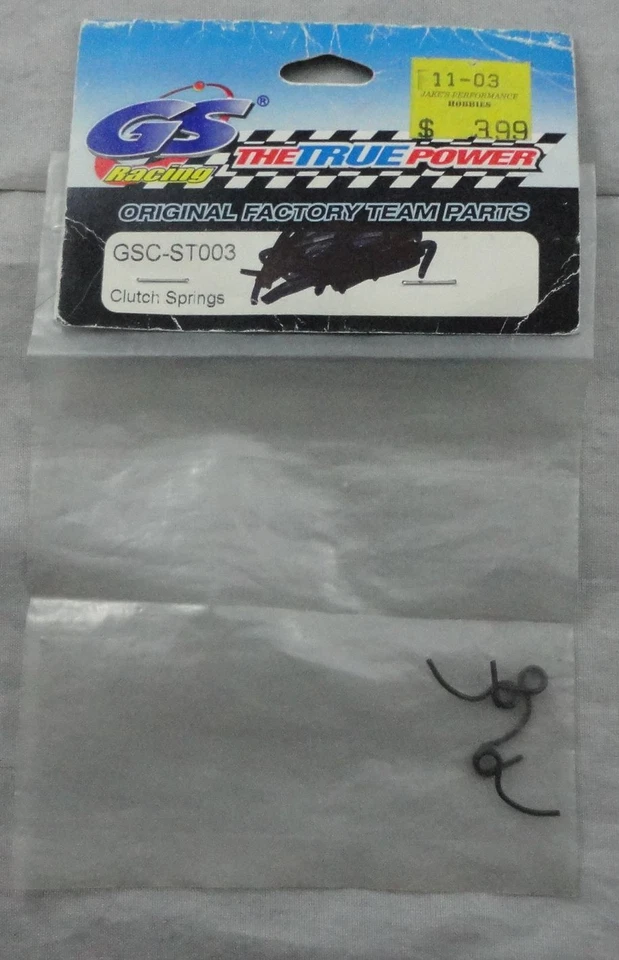 11-03
JAKE'S PERFORMANCE
HOBBIES
$ 3.99
GS®
Racing
THE TRUE POWER
ORIGINAL FACTORY TEAM PARTS
GSC-ST003
Clutch Springs